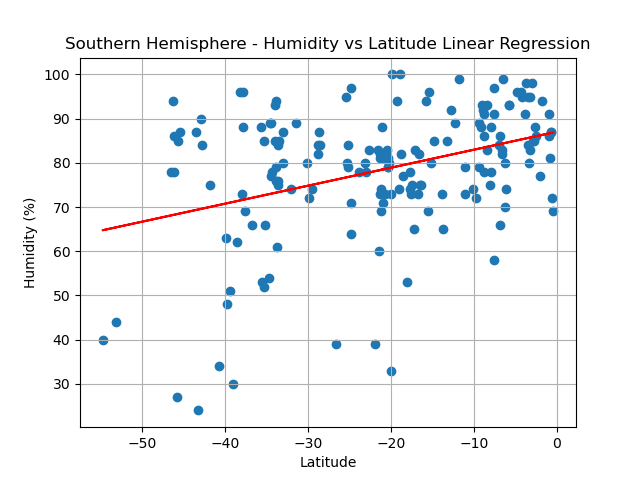 Southern Hemisphere - Humidity vs Latitude Linear Regression
100
90
80
70
60
50
40
30
Humidity (%)
−50 −40 −30 −20 −10 0
Latitude